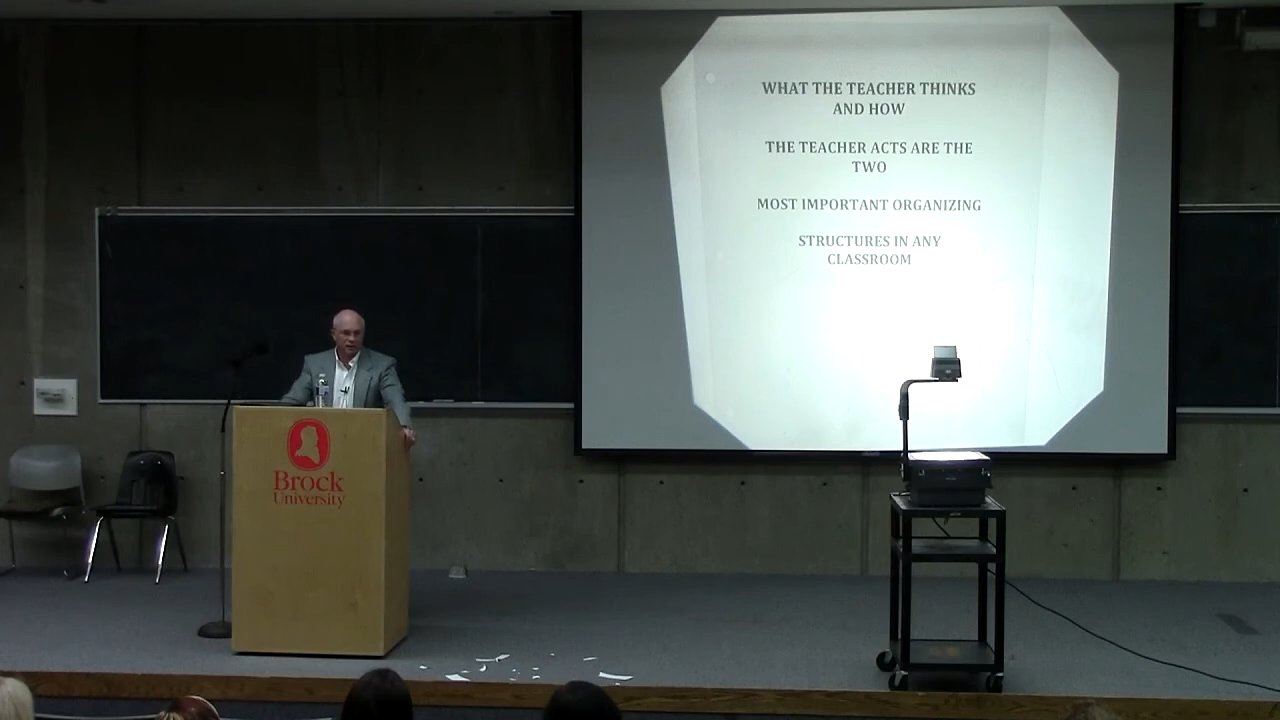 WHAT THE TEACHER THINKS
AND HOW
THE TEACHER ACTS ARE THE
TWO
MOST IMPORTANT ORGANIZING
STRUCTURES IN ANY
CLASSROOM
Brock
University